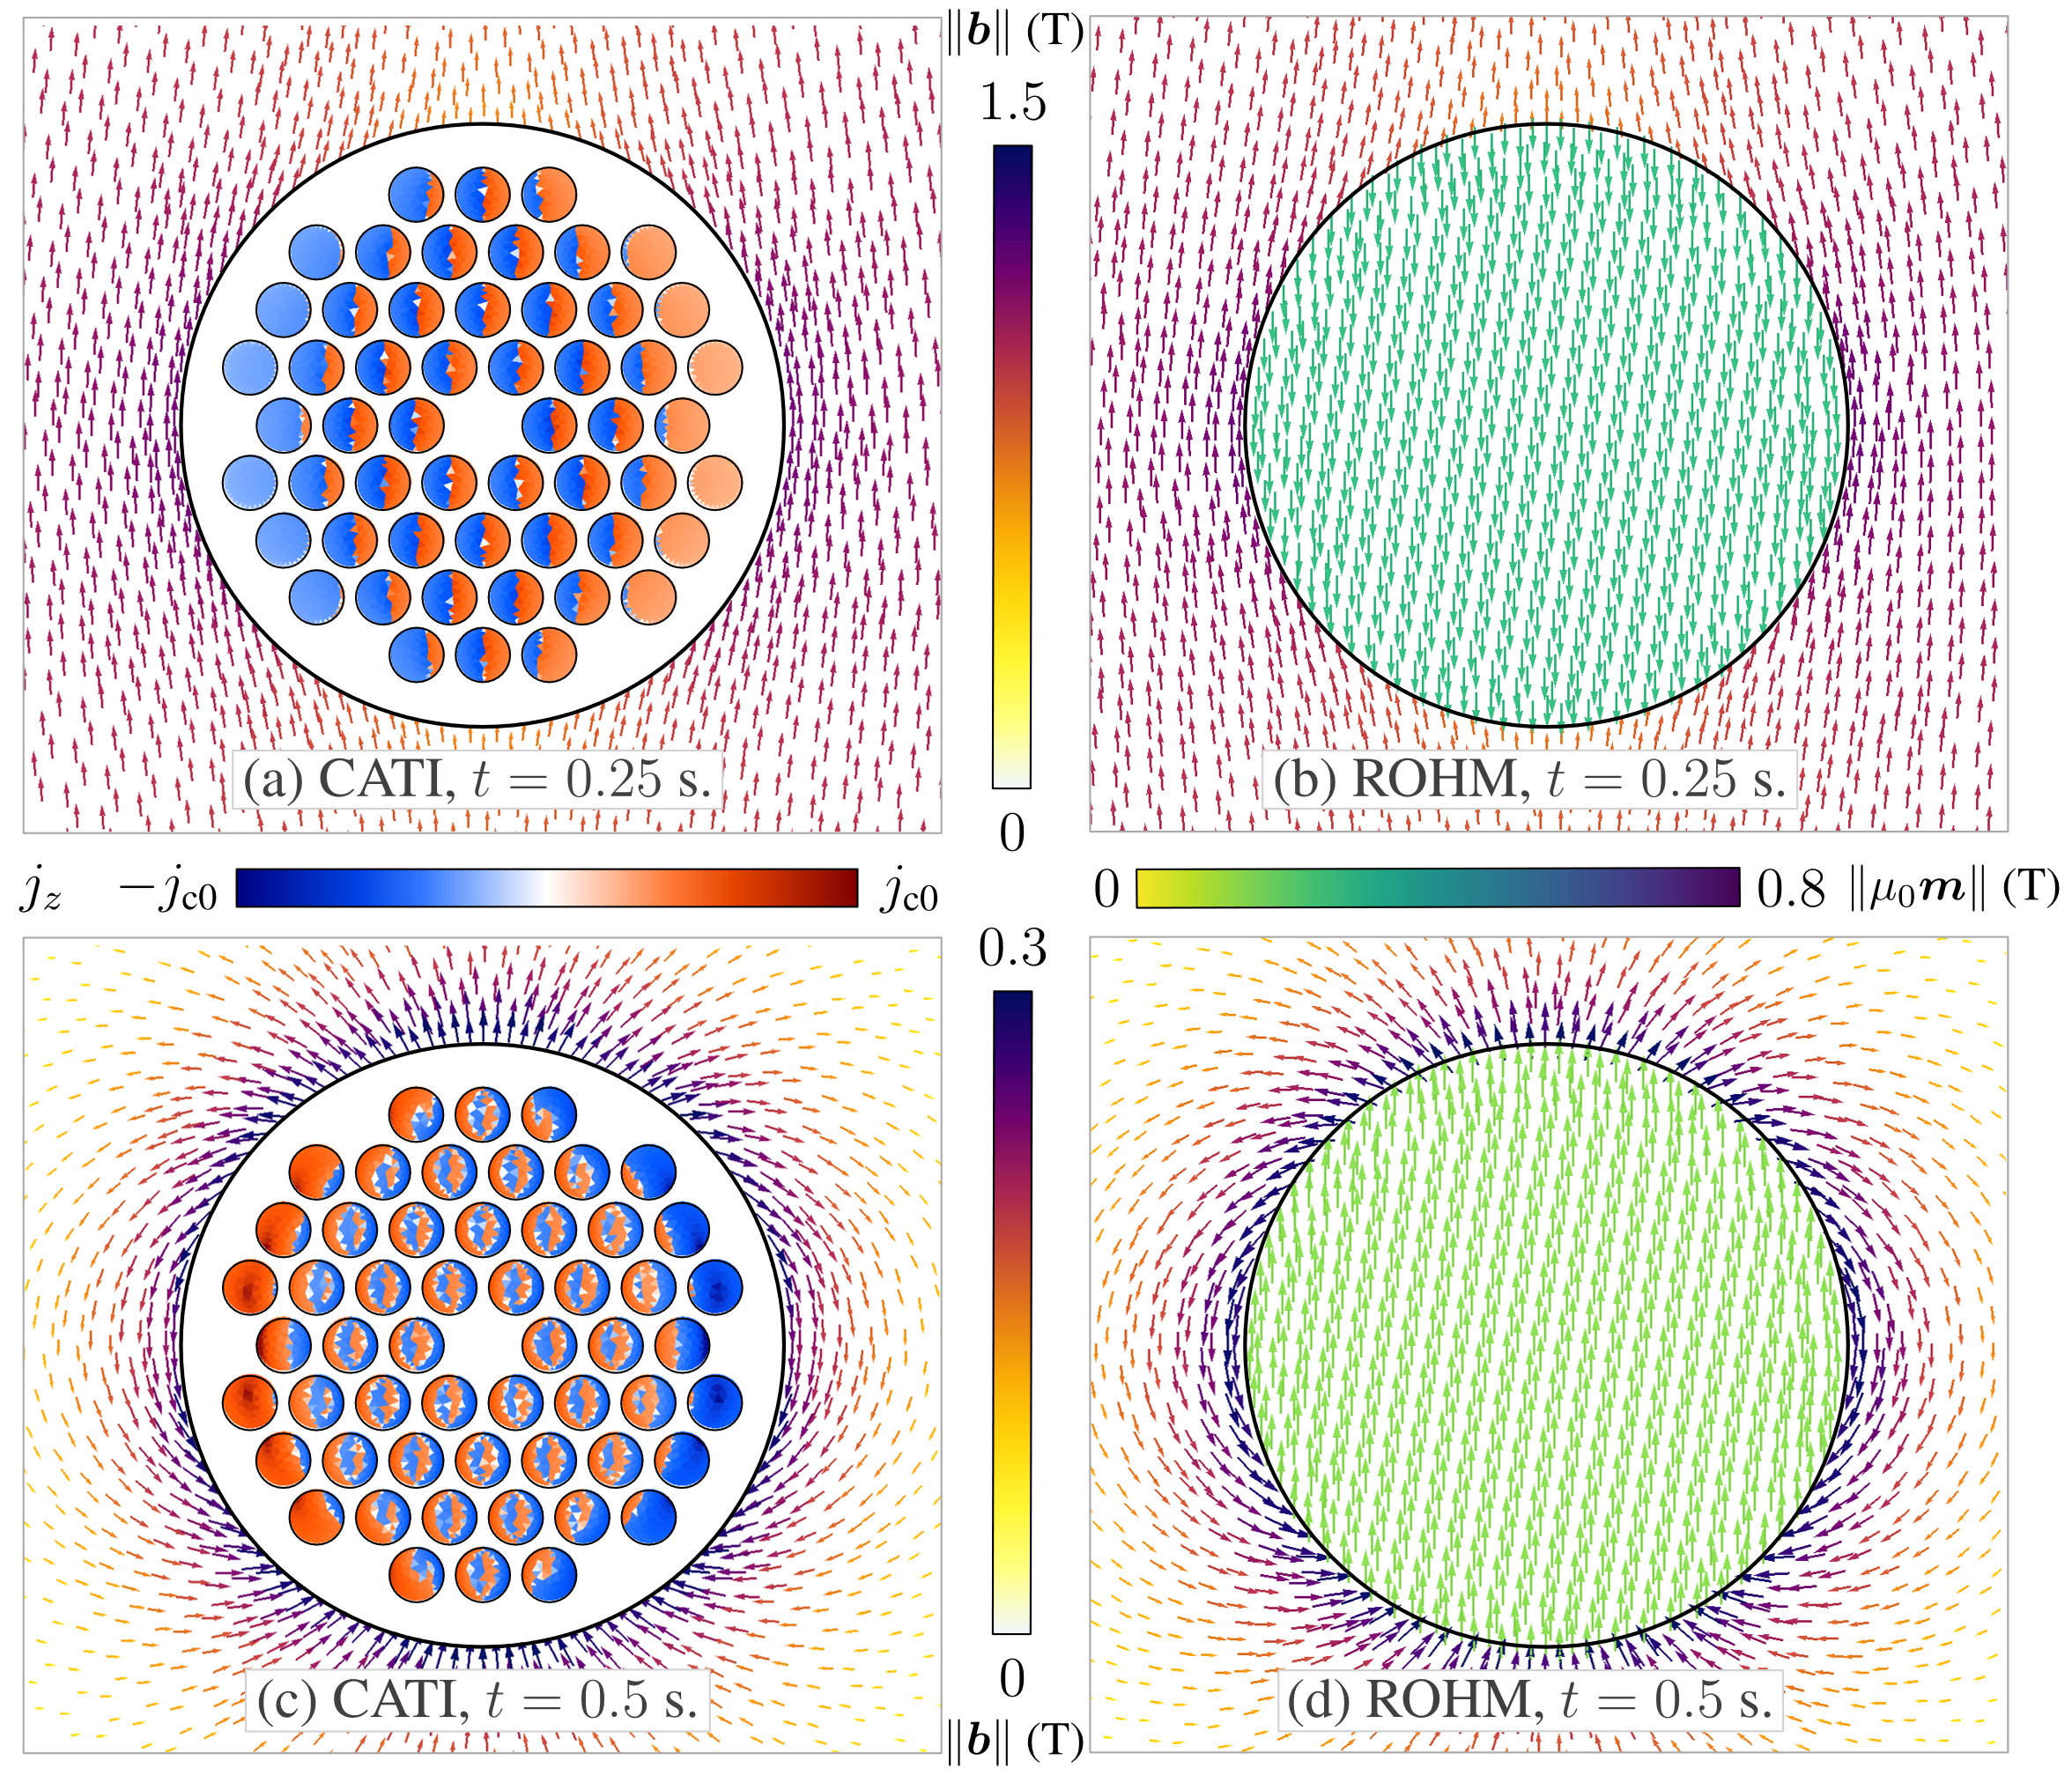 ‖b‖ (T)
1.5
0
(a) CATI, t = 0.25 s.
(b) ROHM, t = 0.25 s.
j_z −j_c0 j_c0
0 0.8 ‖μ₀m‖ (T)
0.3
0
‖b‖ (T)
(c) CATI, t = 0.5 s.
(d) ROHM, t = 0.5 s.